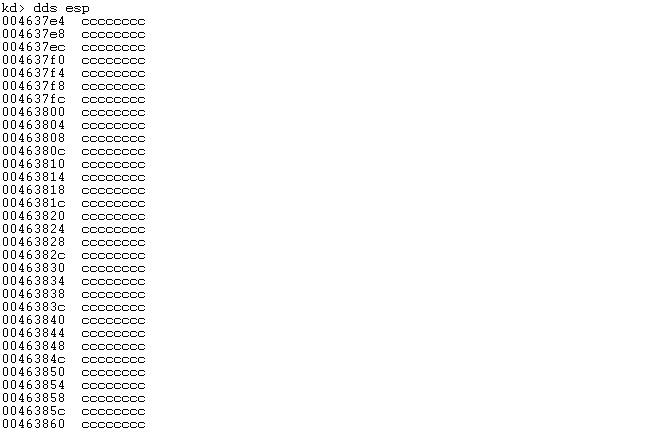 kd> dds esp
004637e4  cccccccc
004637e8  cccccccc
004637ec  cccccccc
004637f0  cccccccc
004637f4  cccccccc
004637f8  cccccccc
004637fc  cccccccc
00463800  cccccccc
00463804  cccccccc
00463808  cccccccc
0046380c  cccccccc
00463810  cccccccc
00463814  cccccccc
00463818  cccccccc
0046381c  cccccccc
00463820  cccccccc
00463824  cccccccc
00463828  cccccccc
0046382c  cccccccc
00463830  cccccccc
00463834  cccccccc
00463838  cccccccc
0046383c  cccccccc
00463840  cccccccc
00463844  cccccccc
00463848  cccccccc
0046384c  cccccccc
00463850  cccccccc
00463854  cccccccc
00463858  cccccccc
0046385c  cccccccc
00463860  cccccccc